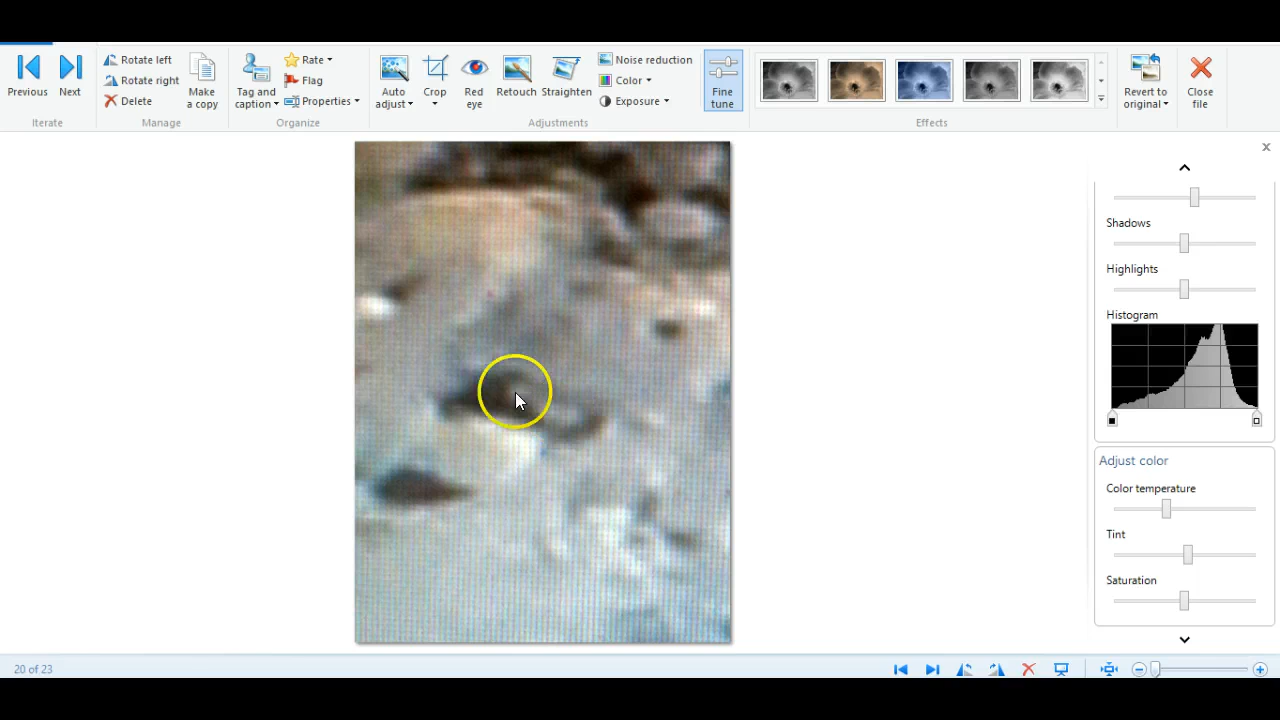 Previous Next Rotate left Rotate right Delete Make a copy
Iterate Manage
Tag and caption Rate Flag Properties
Organize
Auto adjust Crop Red eye Retouch Straighten Noise reduction Color Exposure Fine tune
Adjustments
Effects
Revert to original Close file
Shadows
Highlights
Histogram
Adjust color
Color temperature
Tint
Saturation
20 of 23